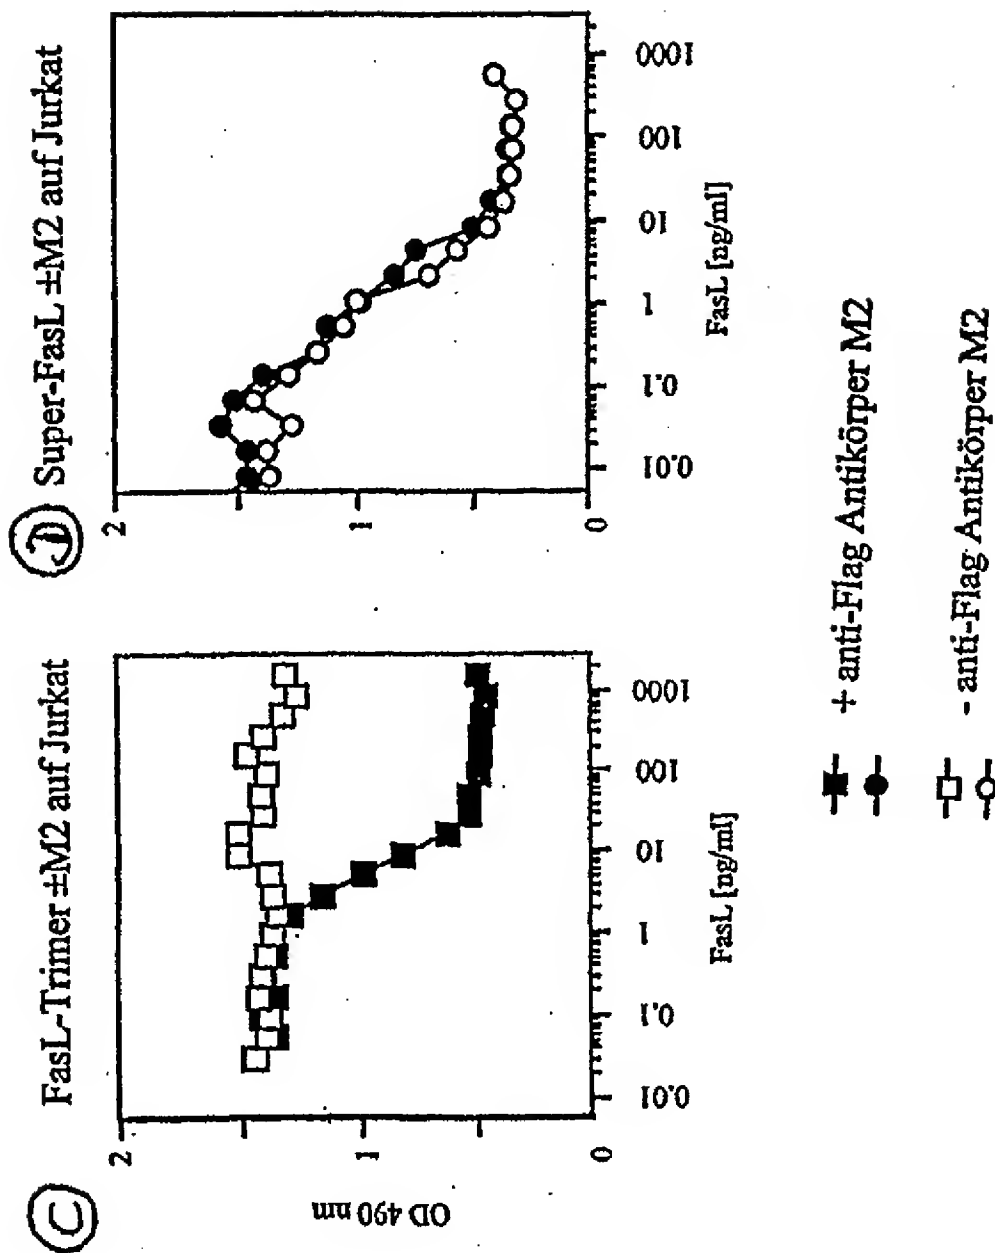 C
FasL-Trimer ±M2 auf Jurkat
OD 490 nm
2
1
0
0.01
0.1
1
10
100
1000
FasL [ng/ml]
D
Super-FasL ±M2 auf Jurkat
2
1
0
0.01
0.1
1
10
100
1000
FasL [ng/ml]
+ anti-Flag Antikörper M2
- anti-Flag Antikörper M2